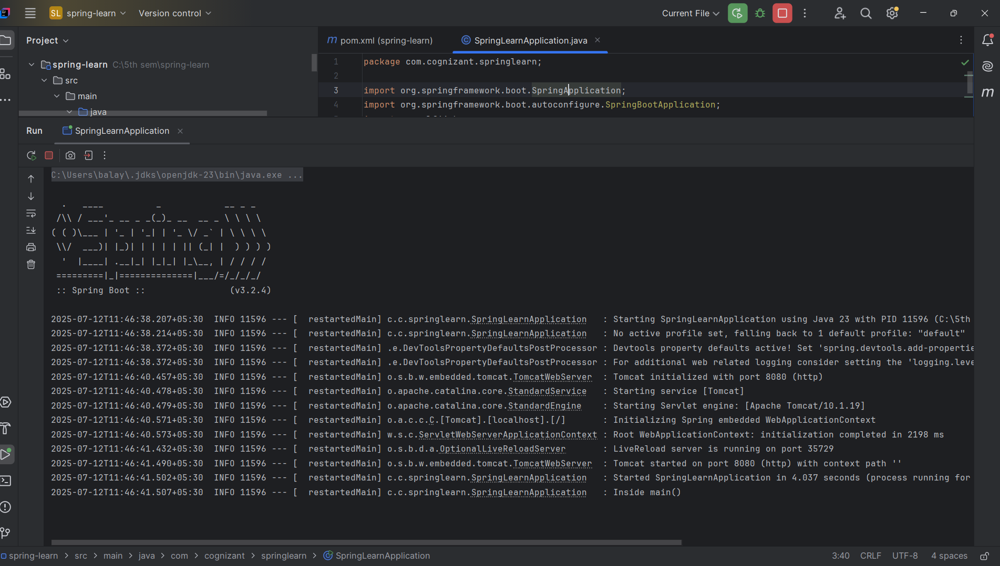 SL spring-learn Version control Current File
Project
pom.xml (spring-learn) SpringLearnApplication.java
spring-learn C:\5th sem\spring-learn
src
main
java
1 package com.cognizant.springlearn;
2
3 import org.springframework.boot.SpringApplication;
4 import org.springframework.boot.autoconfigure.SpringBootApplication;
Run SpringLearnApplication
C:\Users\balay\.jdks\openjdk-23\bin\java.exe ...
  .   ____          _            __ _ _
 /\\ / ___'_ __ _ _(_)_ __  __ _ \ \ \ \
( ( )\___ | '_ | '_| | '_ \/ _` | \ \ \ \
 \\/  ___)| |_)| | | | | || (_| |  ) ) ) )
  '  |____| .__|_| |_|_| |_\__, | / / / /
 =========|_|==============|___/=/_/_/_/
 :: Spring Boot ::                (v3.2.4)
2025-07-12T11:46:38.207+05:30  INFO 11596 --- [  restartedMain] c.c.springlearn.SpringLearnApplication   : Starting SpringLearnApplication using Java 23 with PID 11596 (C:\5th
2025-07-12T11:46:38.214+05:30  INFO 11596 --- [  restartedMain] c.c.springlearn.SpringLearnApplication   : No active profile set, falling back to 1 default profile: "default"
2025-07-12T11:46:38.372+05:30  INFO 11596 --- [  restartedMain] .e.DevToolsPropertyDefaultsPostProcessor : Devtools property defaults active! Set 'spring.devtools.add-propertie
2025-07-12T11:46:38.372+05:30  INFO 11596 --- [  restartedMain] .e.DevToolsPropertyDefaultsPostProcessor : For additional web related logging consider setting the 'logging.leve
2025-07-12T11:46:40.457+05:30  INFO 11596 --- [  restartedMain] o.s.b.w.embedded.tomcat.TomcatWebServer  : Tomcat initialized with port 8080 (http)
2025-07-12T11:46:40.478+05:30  INFO 11596 --- [  restartedMain] o.apache.catalina.core.StandardService   : Starting service [Tomcat]
2025-07-12T11:46:40.479+05:30  INFO 11596 --- [  restartedMain] o.apache.catalina.core.StandardEngine    : Starting Servlet engine: [Apache Tomcat/10.1.19]
2025-07-12T11:46:40.571+05:30  INFO 11596 --- [  restartedMain] o.a.c.c.C.[Tomcat].[localhost].[/]       : Initializing Spring embedded WebApplicationContext
2025-07-12T11:46:40.573+05:30  INFO 11596 --- [  restartedMain] w.s.c.ServletWebServerApplicationContext : Root WebApplicationContext: initialization completed in 2198 ms
2025-07-12T11:46:41.432+05:30  INFO 11596 --- [  restartedMain] o.s.b.d.a.OptionalLiveReloadServer       : LiveReload server is running on port 35729
2025-07-12T11:46:41.490+05:30  INFO 11596 --- [  restartedMain] o.s.b.w.embedded.tomcat.TomcatWebServer  : Tomcat started on port 8080 (http) with context path ''
2025-07-12T11:46:41.502+05:30  INFO 11596 --- [  restartedMain] c.c.springlearn.SpringLearnApplication   : Started SpringLearnApplication in 4.037 seconds (process running for
2025-07-12T11:46:41.507+05:30  INFO 11596 --- [  restartedMain] c.c.springlearn.SpringLearnApplication   : Inside main()
spring-learn > src > main > java > com > cognizant > springlearn > SpringLearnApplication 3:40 CRLF UTF-8 4 spaces